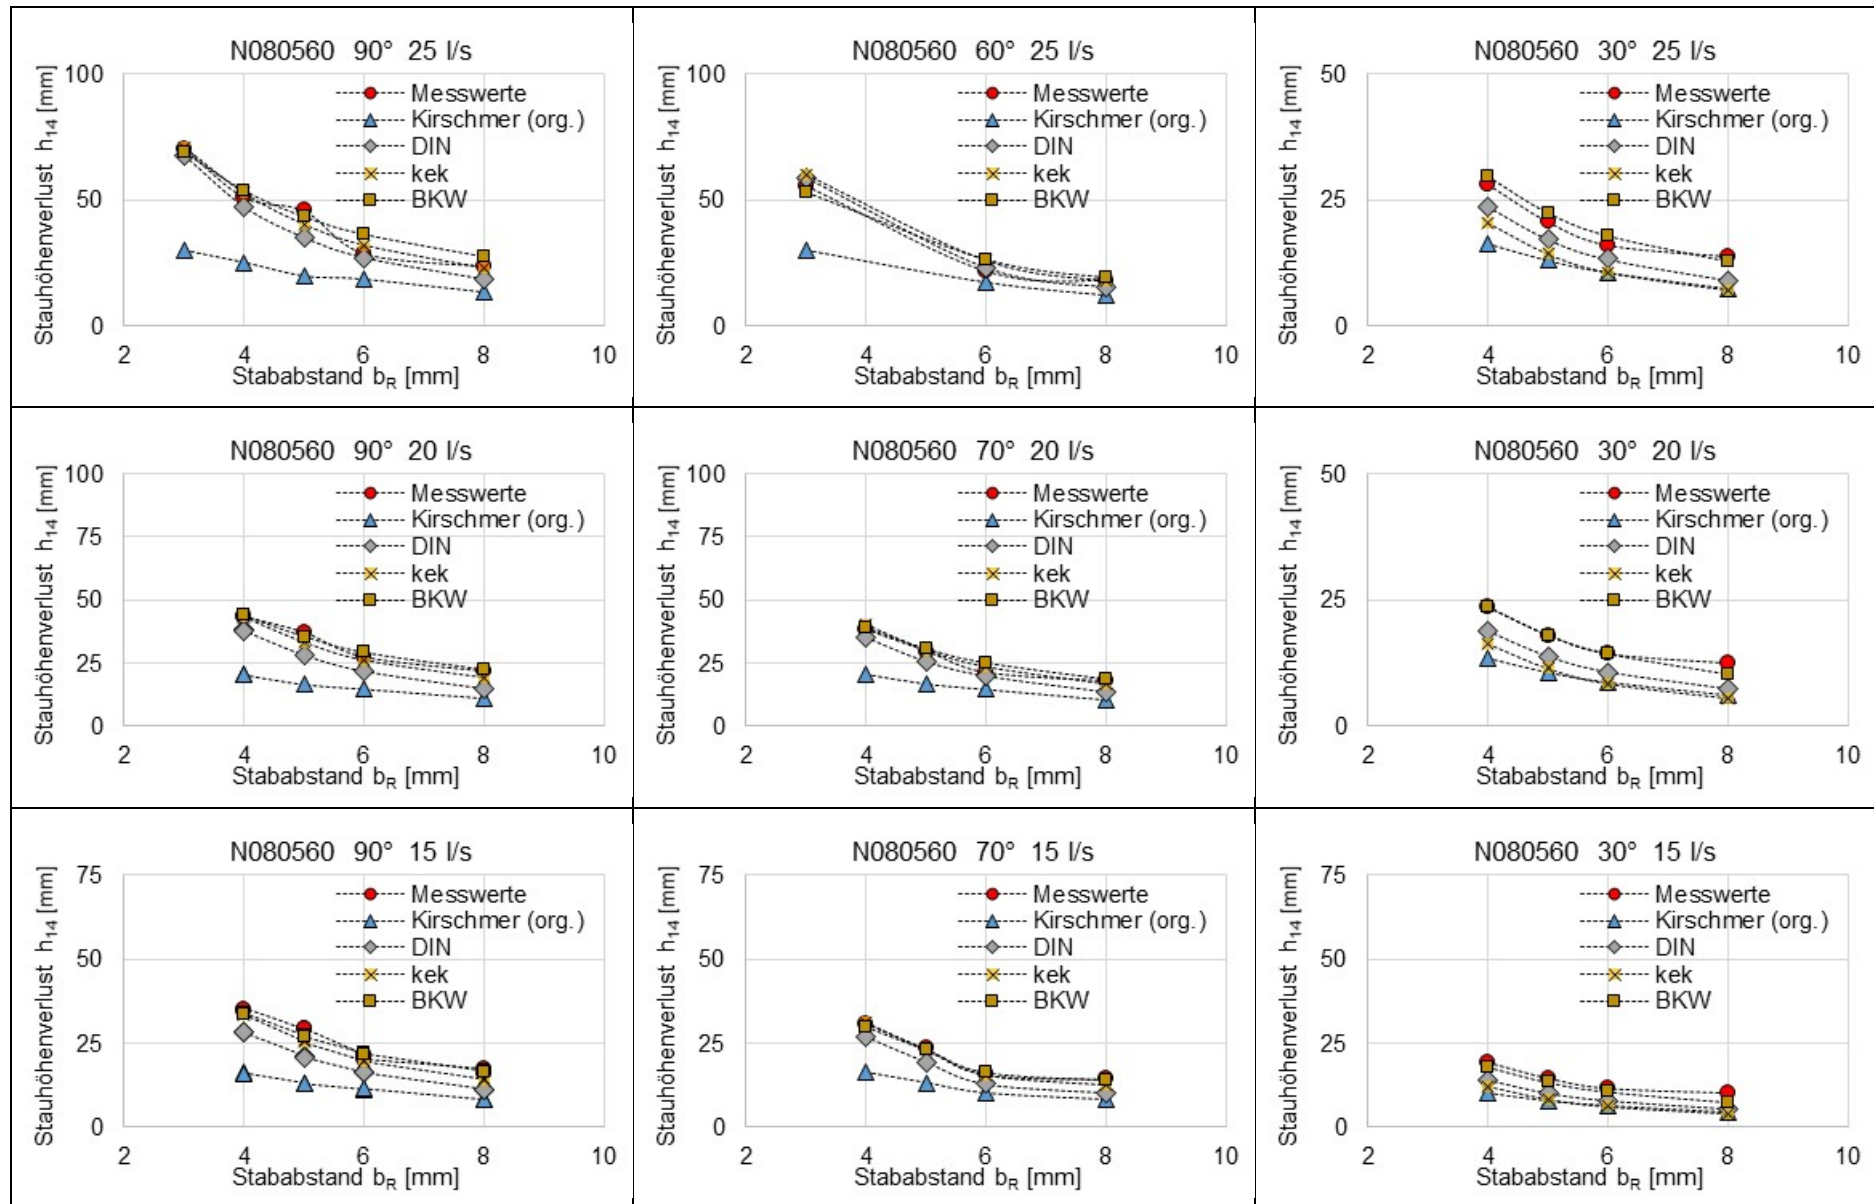 N080560 90° 25 l/s
Stauhöhenverlust h14 [mm]
100
50
0
Messwerte
Kirschmer (org.)
DIN
kek
BKW
2 4 6 8 10
Stababstand bR [mm]
N080560 60° 25 l/s
Stauhöhenverlust h14 [mm]
100
50
0
Messwerte
Kirschmer (org.)
DIN
kek
BKW
2 4 6 8 10
Stababstand bR [mm]
N080560 30° 25 l/s
Stauhöhenverlust h14 [mm]
50
25
0
Messwerte
Kirschmer (org.)
DIN
kek
BKW
2 4 6 8 10
Stababstand bR [mm]
N080560 90° 20 l/s
Stauhöhenverlust h14 [mm]
100
75
50
25
0
Messwerte
Kirschmer (org.)
DIN
kek
BKW
2 4 6 8 10
Stababstand bR [mm]
N080560 70° 20 l/s
Stauhöhenverlust h14 [mm]
100
75
50
25
0
Messwerte
Kirschmer (org.)
DIN
kek
BKW
2 4 6 8 10
Stababstand bR [mm]
N080560 30° 20 l/s
Stauhöhenverlust h14 [mm]
50
25
0
Messwerte
Kirschmer (org.)
DIN
kek
BKW
2 4 6 8 10
Stababstand bR [mm]
N080560 90° 15 l/s
Stauhöhenverlust h14 [mm]
75
50
25
0
Messwerte
Kirschmer (org.)
DIN
kek
BKW
2 4 6 8 10
Stababstand bR [mm]
N080560 70° 15 l/s
Stauhöhenverlust h14 [mm]
75
50
25
0
Messwerte
Kirschmer (org.)
DIN
kek
BKW
2 4 6 8 10
Stababstand bR [mm]
N080560 30° 15 l/s
Stauhöhenverlust h14 [mm]
75
50
25
0
Messwerte
Kirschmer (org.)
DIN
kek
BKW
2 4 6 8 10
Stababstand bR [mm]